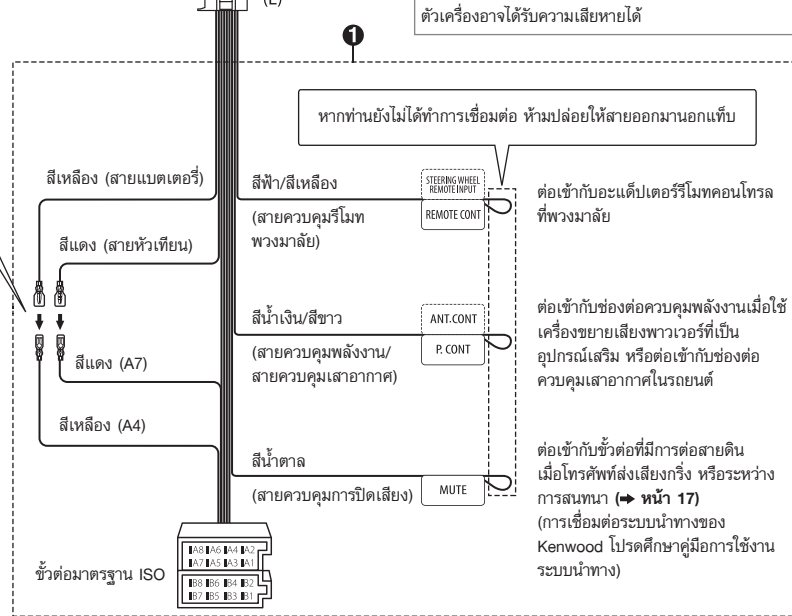 (E)
ตัวเครื่องอาจได้รับความเสียหายได้
1
หากท่านยังไม่ได้ทำการเชื่อมต่อ ห้ามปล่อยให้สายออกมานอกแท็บ
สีเหลือง (สายแบตเตอรี่)
สีแดง (สายหัวเทียน)
สีแดง (A7)
สีเหลือง (A4)
สีฟ้า/สีเหลือง
(สายควบคุมรีโมท
พวงมาลัย)
STEERING WHEEL
REMOTE INPUT
REMOTE CONT
ต่อเข้ากับอะแด็ปเตอร์รีโมทคอนโทรล
ที่พวงมาลัย
สีน้ำเงิน/สีขาว
(สายควบคุมพลังงาน/
สายควบคุมเสาอากาศ)
ANT.CONT
P. CONT
ต่อเข้ากับช่องต่อควบคุมพลังงานเมื่อใช้
เครื่องขยายเสียงพาวเวอร์ที่เป็น
อุปกรณ์เสริม หรือต่อเข้ากับช่องต่อ
ควบคุมเสาอากาศในรถยนต์
สีน้ำตาล
(สายควบคุมการปิดเสียง)
MUTE
ต่อเข้ากับขั้วต่อที่มีการต่อสายดิน
เมื่อโทรศัพท์ส่งเสียงกริ่ง หรือระหว่าง
การสนทนา (➡ หน้า 17)
(การเชื่อมต่อระบบนำทางของ
Kenwood โปรดศึกษาคู่มือการใช้งาน
ระบบนำทาง)
ขั้วต่อมาตรฐาน ISO
A8 A6 A4 A2
A7 A5 A3 A1
B8 B6 B4 B2
B7 B5 B3 B1